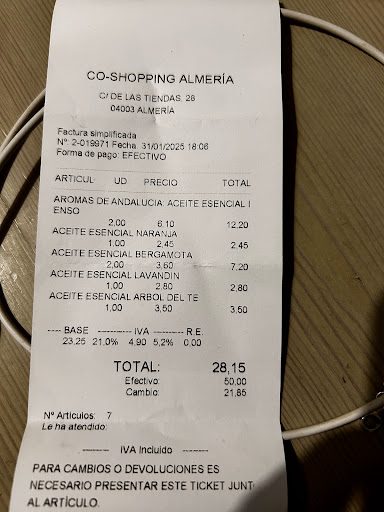 CO-SHOPPING ALMERÍA
C/ DE LAS TIENDAS, 28
04003 ALMERÍA
Factura simplificada
Nº: 2-019971 Fecha: 31/01/2025 18:06
Forma de pago: EFECTIVO
ARTICUL UD PRECIO TOTAL
AROMAS DE ANDALUCIA: ACEITE ESENCIAL I
ENSO
2,00 6,10 12,20
ACEITE ESENCIAL NARANJA
1,00 2,45 2,45
ACEITE ESENCIAL BERGAMOTA
2,00 3,60 7,20
ACEITE ESENCIAL LAVANDIN
1,00 2,80 2,80
ACEITE ESENCIAL ARBOL DEL TE
1,00 3,50 3,50
---- BASE ----------- IVA ------- R.E.
23,25 21,0% 4,90 5,2% 0,00
TOTAL: 28,15
Efectivo: 50,00
Cambio: 21,85
Nº Articulos: 7
Le ha atendido:
-------- IVA Incluido --------
PARA CAMBIOS O DEVOLUCIONES ES
NECESARIO PRESENTAR ESTE TICKET JUNT
AL ARTÍCULO.